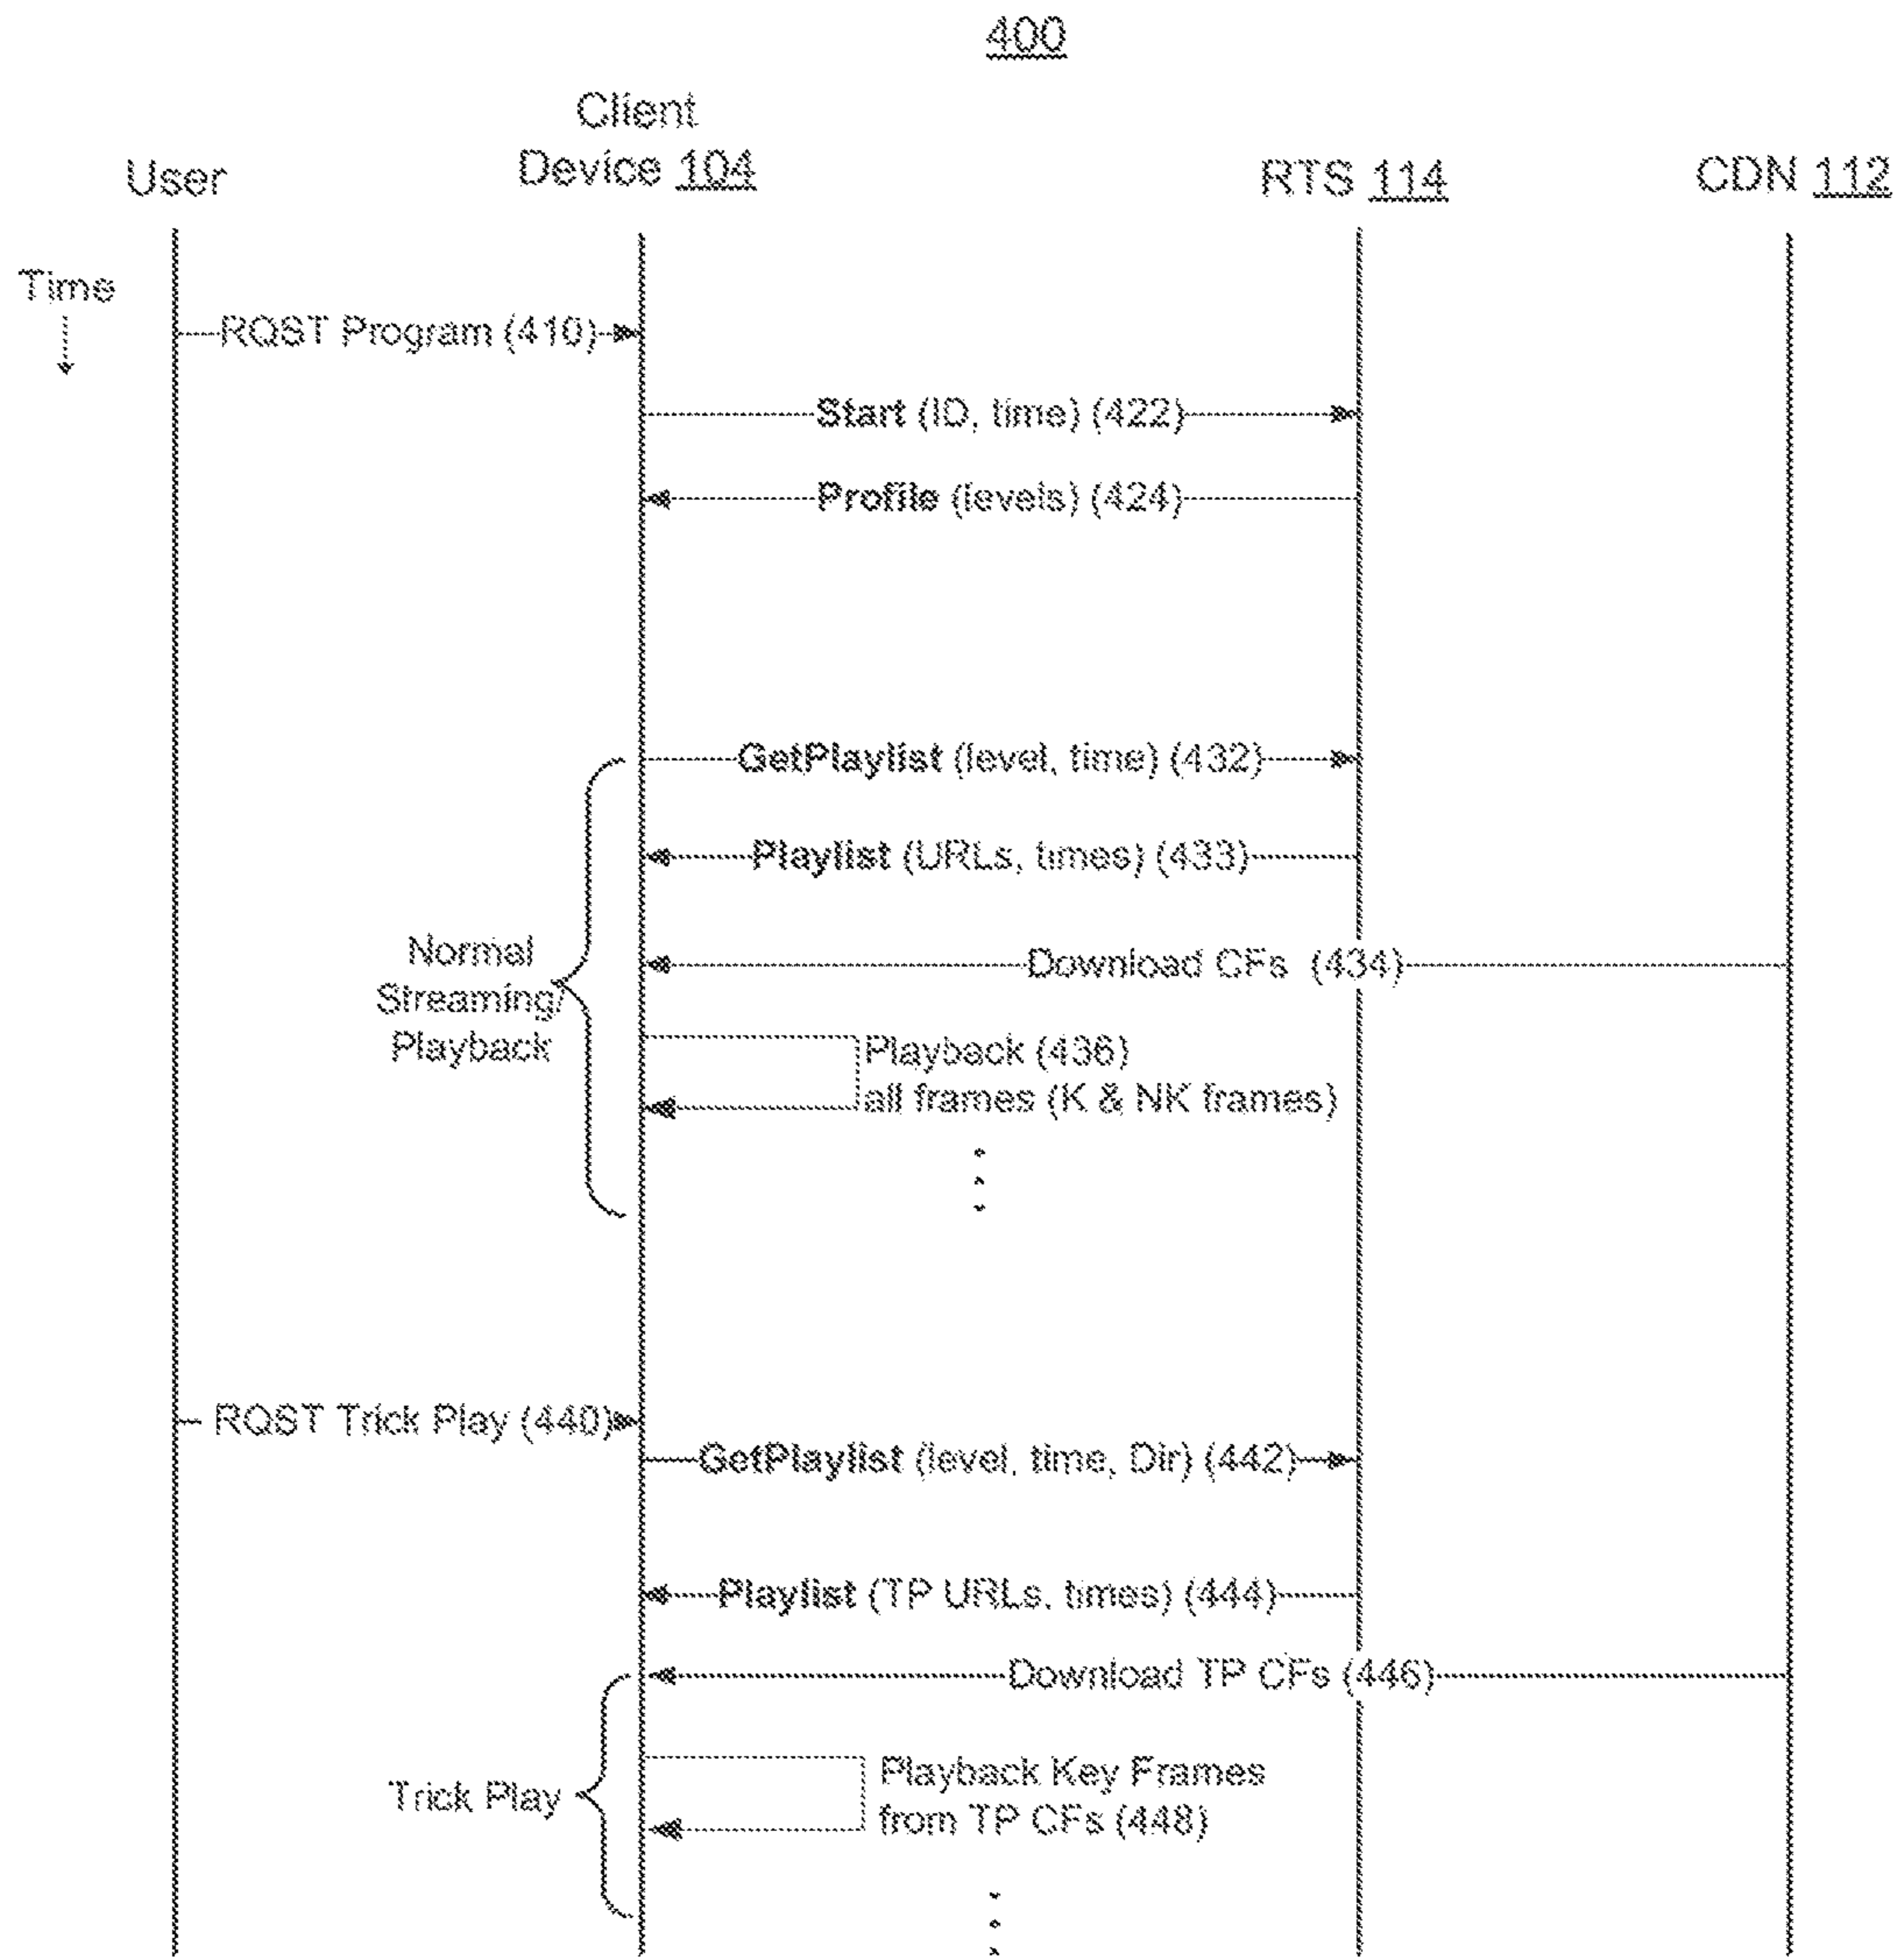 400
Client
User
Device 104
RTS 114
CDN 112
Time
RQST Program (410)
Start (ID, time) (422)
Profile (levels) (424)
GetPlaylist (level, time) (432)
Playlist (URLs, times) (433)
Download CFs (434)
Normal
Streaming/
Playback
Playback (436)
all frames (K & NK frames)
RQST Trick Play (440)
GetPlaylist (level, time, Dir) (442)
Playlist (TP URLs, times) (444)
Download TP CFs (446)
Trick Play
Playback Key Frames
from TP CFs (448)